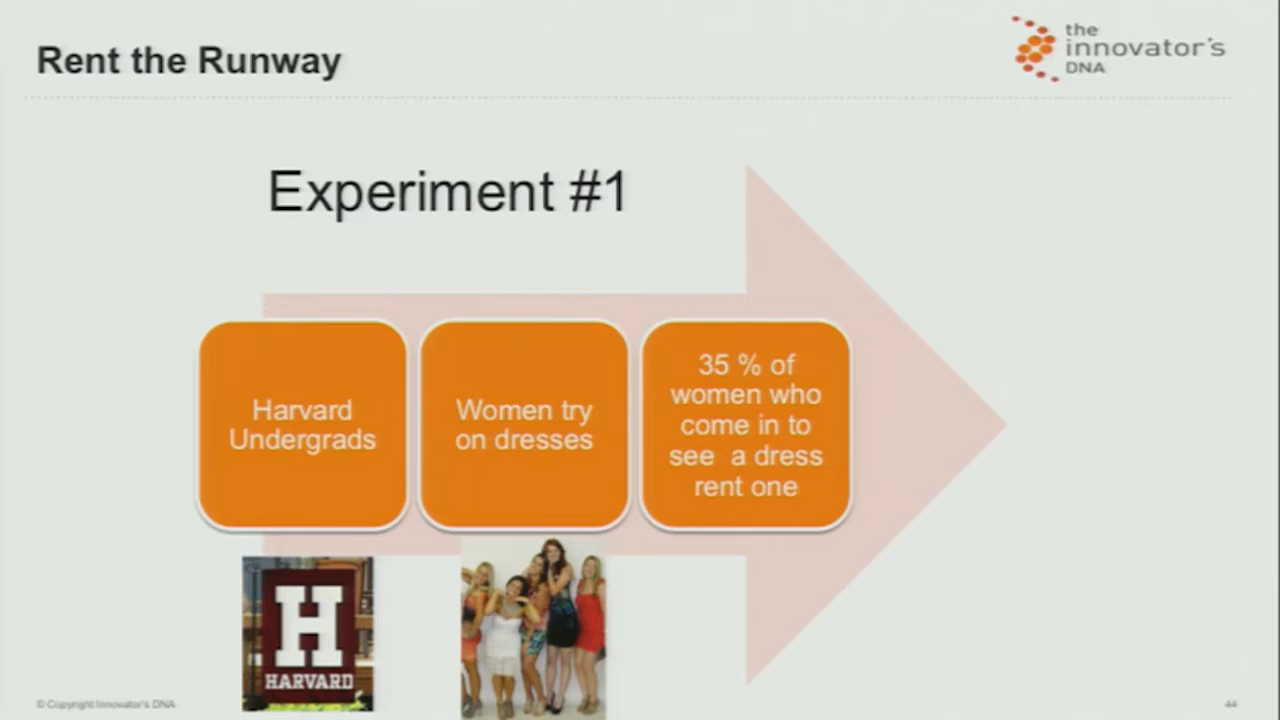 Rent the Runway
the
innovator's
DNA
Experiment #1
Harvard
Undergrads
Women try
on dresses
35 % of
women who
come in to
see a dress
rent one
H
HARVARD
© Copyright Innovator's DNA
44